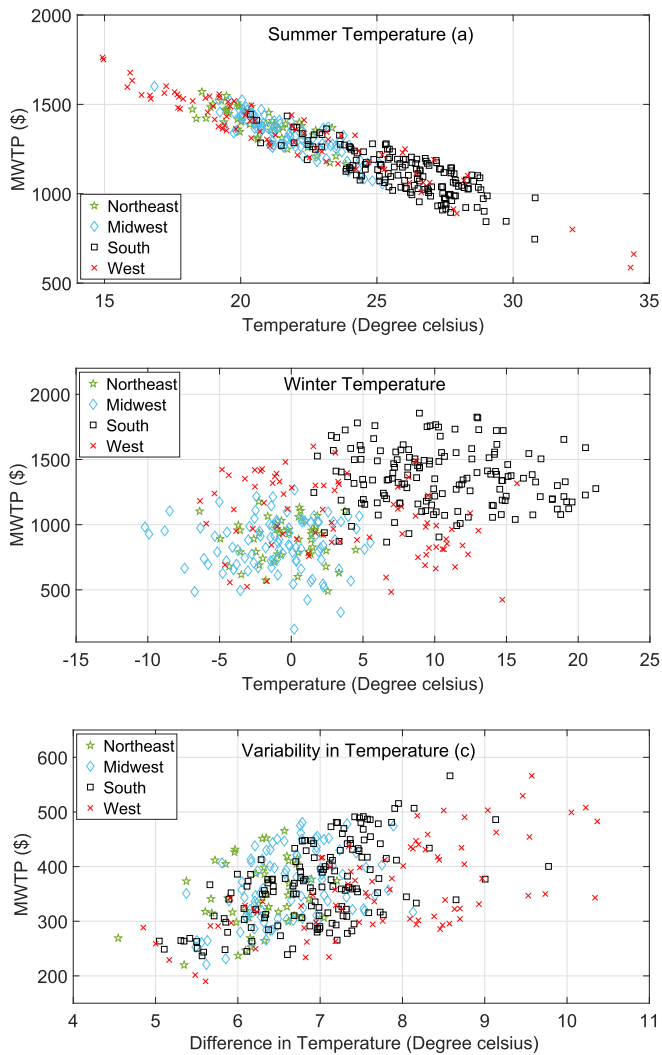 Summer Temperature (a)
2000
1500
1000
500
MWTP ($)
Northeast
Midwest
South
West
15 20 25 30 35
Temperature (Degree celsius)
Winter Temperature
2000
1500
1000
500
MWTP ($)
Northeast
Midwest
South
West
-15 -10 -5 0 5 10 15 20 25
Temperature (Degree celsius)
Variability in Temperature (c)
600
500
400
300
200
MWTP ($)
Northeast
Midwest
South
West
4 5 6 7 8 9 10 11
Difference in Temperature (Degree celsius)